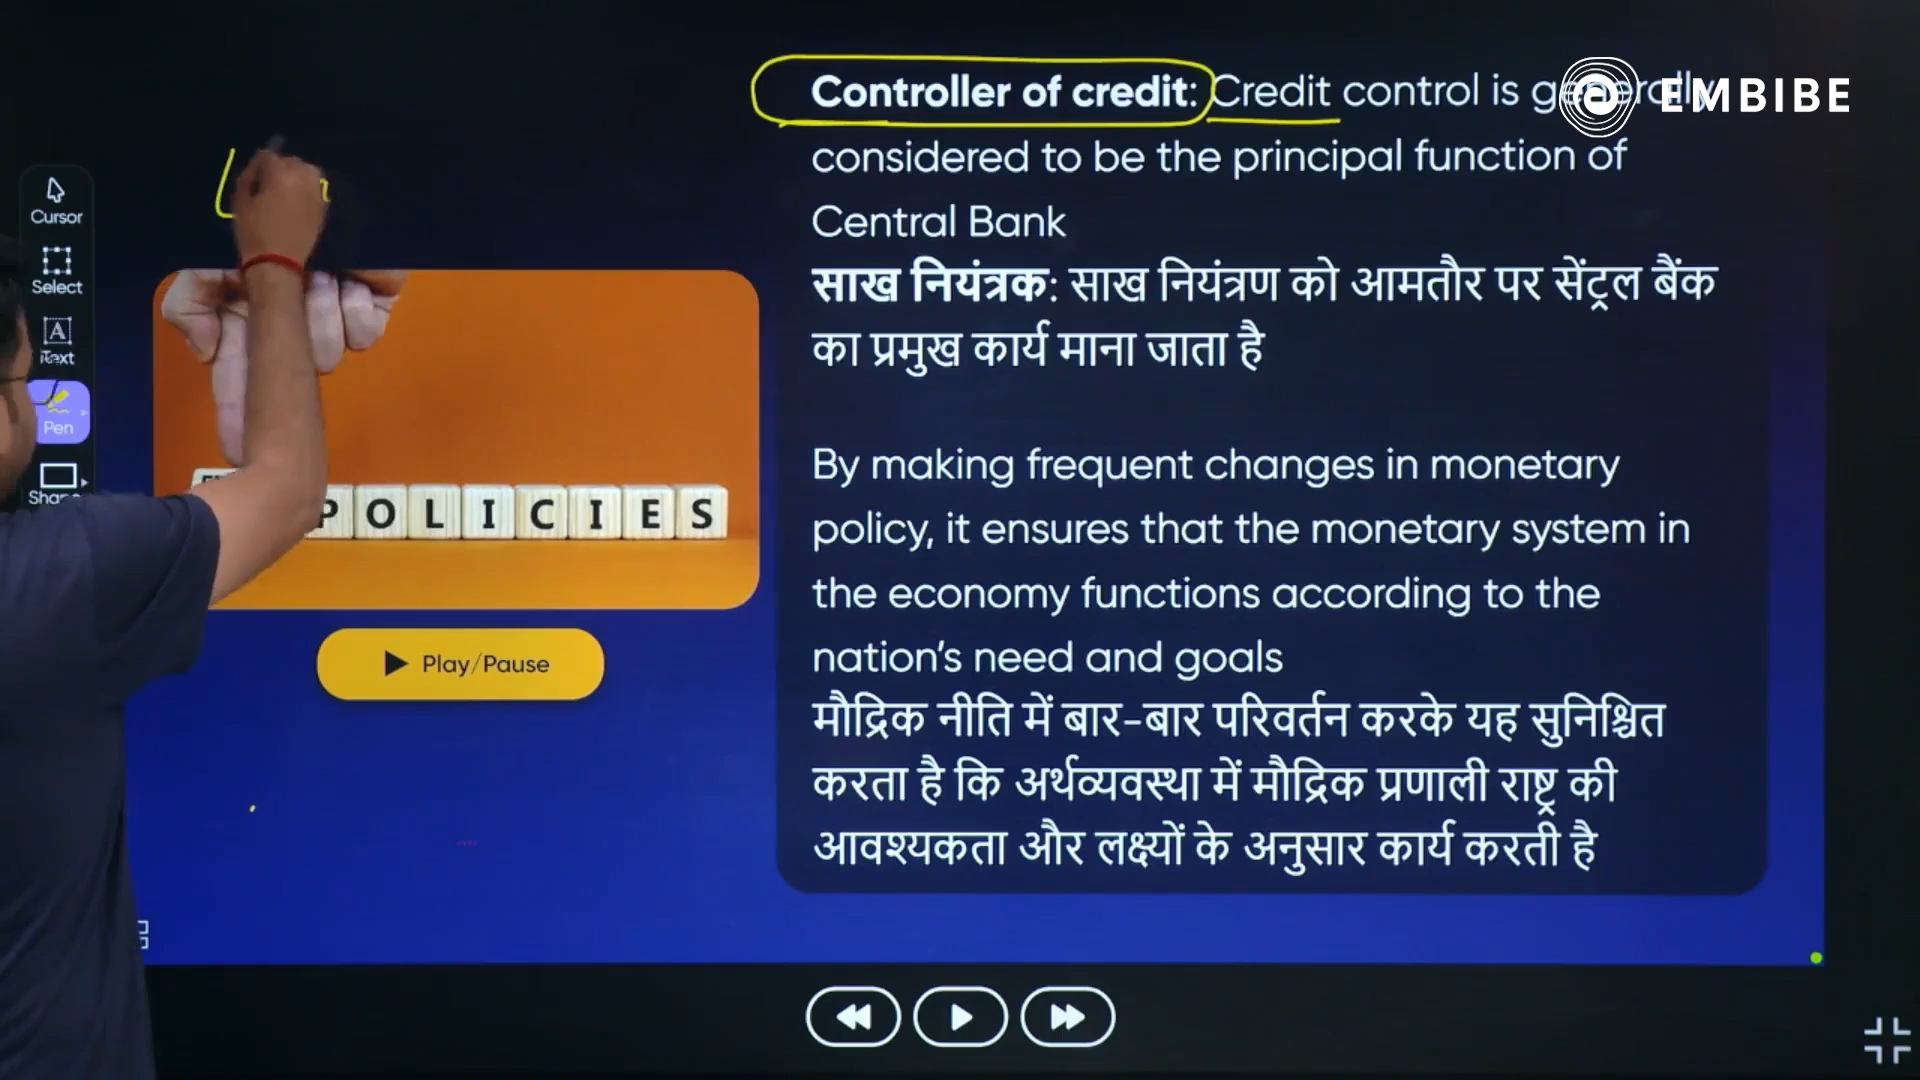 Controller of credit: Credit control is generally
EMBIBE
considered to be the principal function of
Central Bank
साख नियंत्रक: साख नियंत्रण को आमतौर पर सेंट्रल बैंक
का प्रमुख कार्य माना जाता है
By making frequent changes in monetary
policy, it ensures that the monetary system in
the economy functions according to the
nation's need and goals
मौद्रिक नीति में बार-बार परिवर्तन करके यह सुनिश्चित
करता है कि अर्थव्यवस्था में मौद्रिक प्रणाली राष्ट्र की
आवश्यकता और लक्ष्यों के अनुसार कार्य करती है
Cursor
Select
Text
Pen
POLICIES
Play/Pause